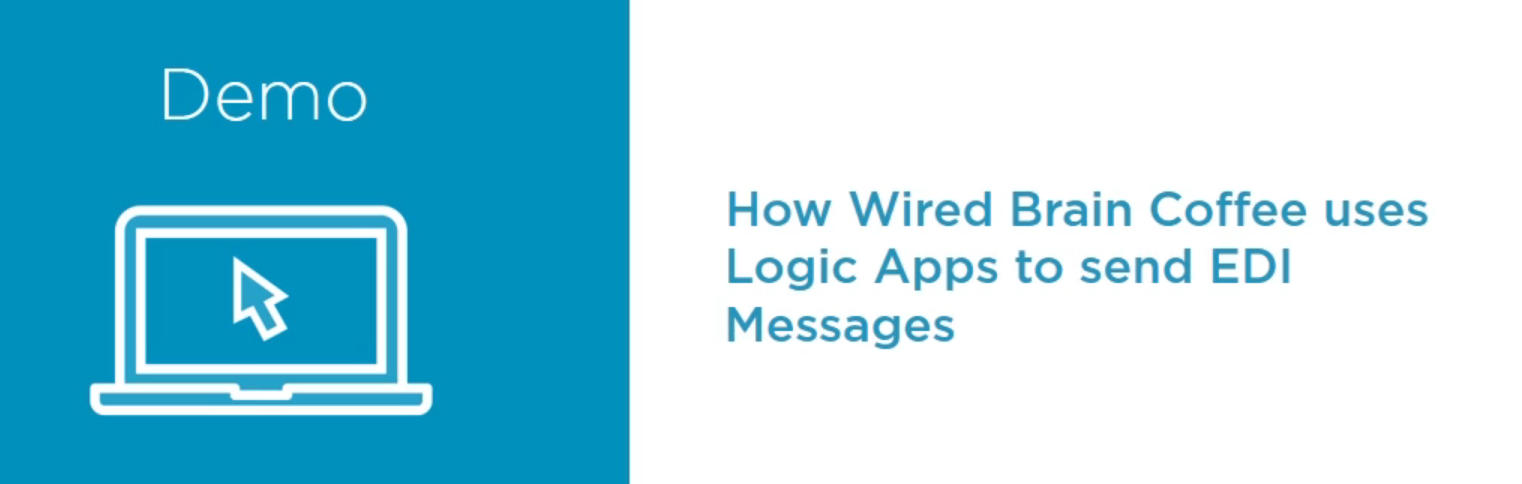 Demo
How Wired Brain Coffee uses
Logic Apps to send EDI
Messages